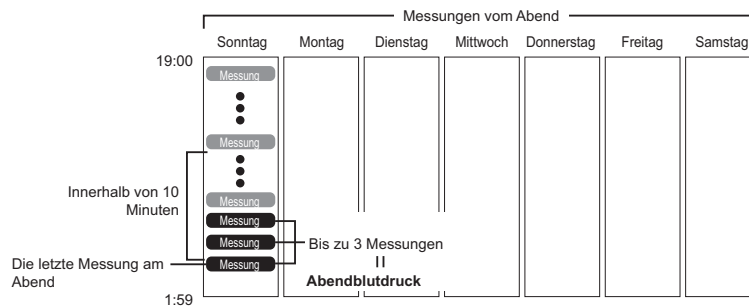 Messungen vom Abend
Sonntag Montag Dienstag Mittwoch Donnerstag Freitag Samstag
19:00
Messung
Messung
Innerhalb von 10
Minuten
Messung
Messung
Messung
Bis zu 3 Messungen
Die letzte Messung am
Abend
Messung
Abendblutdruck
1:59